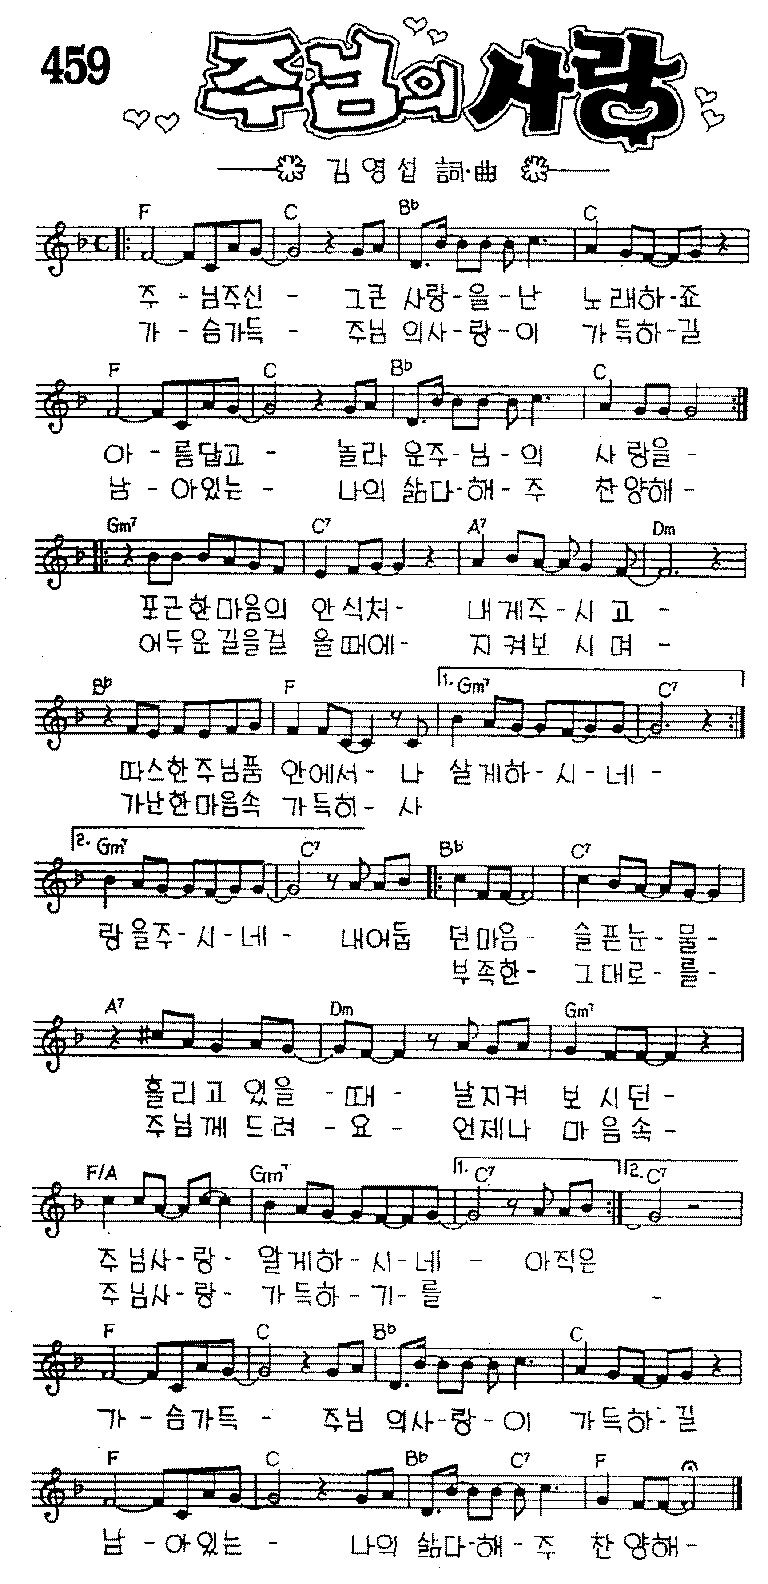 459
주님의 사랑
김영섭 詞·曲
F C B♭ C
주 - 님주신 - 그큰 사랑-을-난 노래하-죠
가 - 슴가득 - 주님 의사-랑-이 가득하-길
F C B♭ C
아 - 름답고 - 놀라 운주-님-의 사 랑을 -
남 - 아있는 - 나의 삶다-해-주 찬 양해 -
Gm7 C7 A7 Dm
포근한마음의 안식처- 내게주-시 고 -
어두운길을걸 을때에- 지켜보 시 며 -
B♭ F 1. Gm7 C7
따스한주님품 안에서- 나 살게하-시-네 -
가난한마음속 가득히- 사
2. Gm7 C7 B♭ C7
랑을주-시-네- 내어둡 던마음- 슬픈눈-물-
부족한- 그대로-를-
A7 Dm Gm7
흘리고있을 -때 - 날지켜 보시던-
주님께드려 -요- 언제나 마음속-
F/A Gm7 1. C7 2. C7
주님사-랑- 알게하-시-네 - 아직은
주님사-랑- 가득하-기-를 -
F C B♭ C
가 - 슴가득 - 주님 의사-랑-이 가득하-길
F C B♭ C7 F
남 - 아있는 - 나의 삶다-해-주 찬양해-